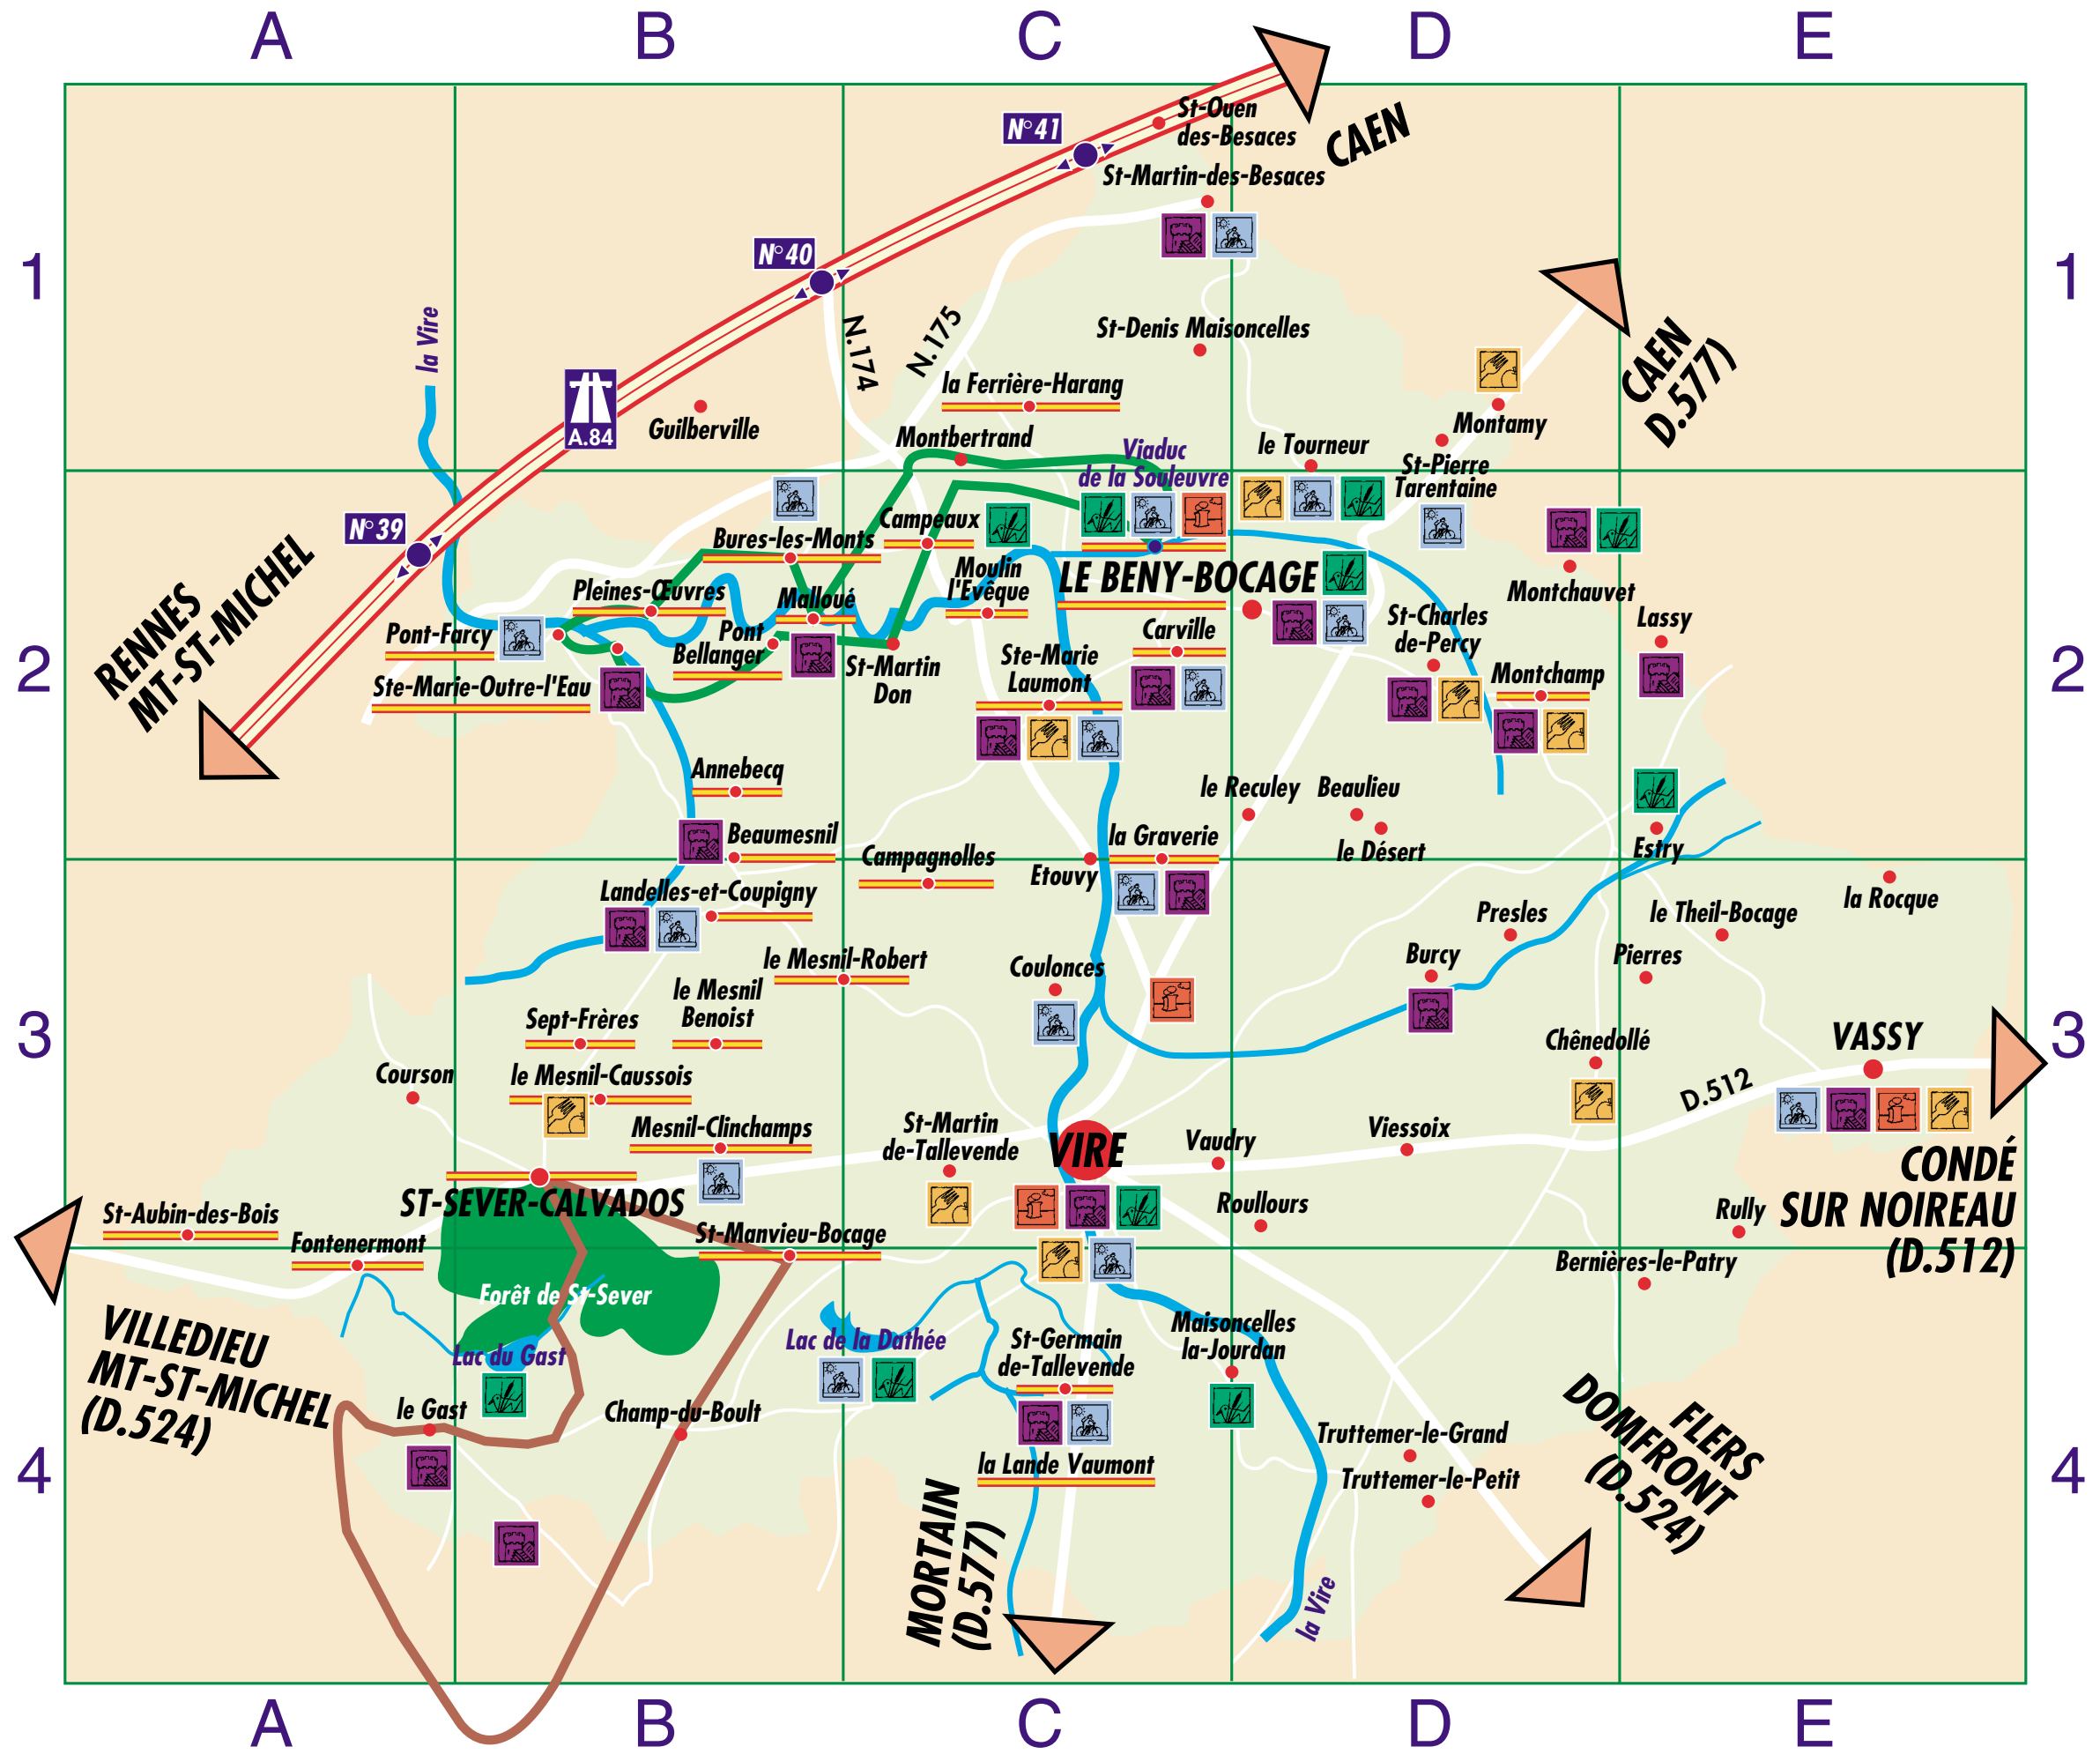 A
B
C
D
E
N°41
St-Ouen
des-Besaces
CAEN
St-Martin-des-Besaces
N°40
1
1
la Vire
N.174
N.175
St-Denis Maisoncelles
CAEN
D.577)
la Ferrière-Harang
A.84
Guilberville
Montamy
Montbertrand
Viaduc
de la Souleuvre
le Tourneur
St-Pierre
Tarentaine
N°39
Campeaux
Bures-les-Monts
RENNES
MT-ST-MICHEL
Moulin
l'Evêque
LE BENY-BOCAGE
Montchauvet
Pleines-Œuvres
Malloué
Pont-Farcy
Pont
Bellanger
St-Martin
Don
Carville
St-Charles
de-Percy
Lassy
2
2
Ste-Marie
Laumont
Montchamp
Ste-Marie-Outre-l'Eau
Annebecq
le Reculey
Beaulieu
Beaumesnil
la Graverie
le Désert
Estry
Campagnolles
Etouvy
Landelles-et-Coupigny
la Rocque
Presles
le Theil-Bocage
le Mesnil-Robert
Coulonces
Burcy
Pierres
le Mesnil
Benoist
Sept-Frères
3
3
Chênedollé
VASSY
Courson
le Mesnil-Caussois
D.512
Mesnil-Clinchamps
St-Martin
de-Tallevende
VIRE
Vaudry
Viessoix
CONDÉ
SUR NOIREAU
(D.512)
ST-SEVER-CALVADOS
St-Aubin-des-Bois
Roullours
Rully
St-Manvieu-Bocage
Fontenermont
Bernières-le-Patry
Forêt de St-Sever
VILLEDIEU
MT-ST-MICHEL
(D.524)
Lac du Gast
Lac de la Dathée
St-Germain
de-Tallevende
Maisoncelles
la-Jourdan
le Gast
Champ-du-Boult
FLERS
DOMFRONT
(D.524)
Truttemer-le-Grand
la Lande Vaumont
Truttemer-le-Petit
4
4
MORTAIN
(D.577)
la Vire
A
B
C
D
E